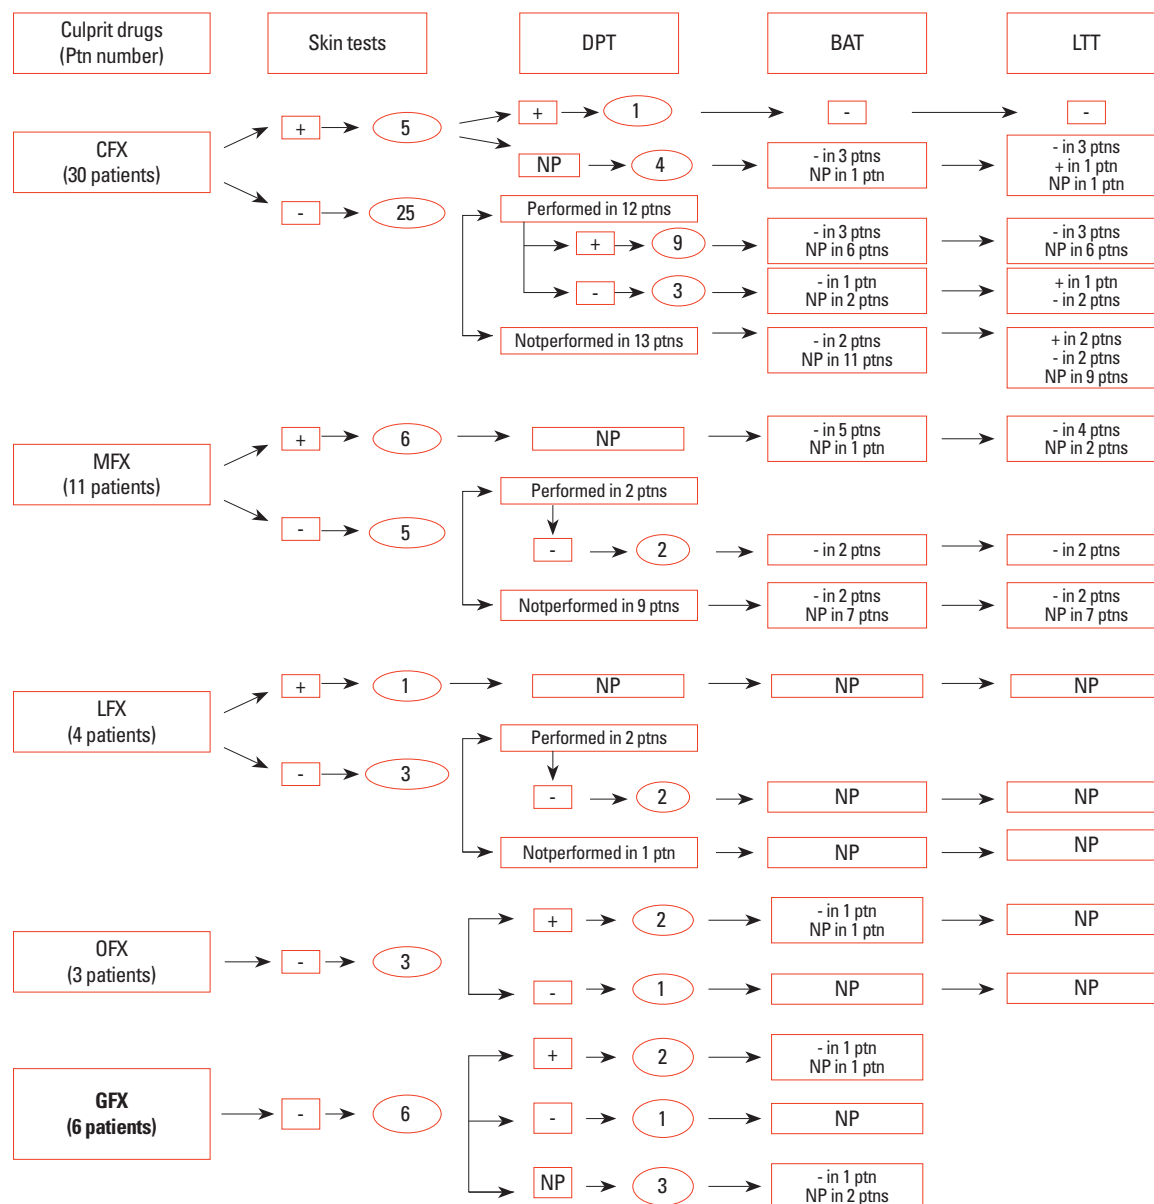 Culprit drugs
(Ptn number)
Skin tests
DPT
BAT
LTT
CFX
(30 patients)
+
5
+
1
-
-
NP
4
- in 3 ptns
NP in 1 ptn
- in 3 ptns
+ in 1 ptn
NP in 1 ptn
-
25
Performed in 12 ptns
+
9
- in 3 ptns
NP in 6 ptns
- in 3 ptns
NP in 6 ptns
-
3
- in 1 ptn
NP in 2 ptns
+ in 1 ptn
- in 2 ptns
Notperformed in 13 ptns
- in 2 ptns
NP in 11 ptns
+ in 2 ptns
- in 2 ptns
NP in 9 ptns
MFX
(11 patients)
+
6
NP
- in 5 ptns
NP in 1 ptn
- in 4 ptns
NP in 2 ptns
-
5
Performed in 2 ptns
-
2
- in 2 ptns
- in 2 ptns
Notperformed in 9 ptns
- in 2 ptns
NP in 7 ptns
- in 2 ptns
NP in 7 ptns
LFX
(4 patients)
+
1
NP
NP
NP
-
3
Performed in 2 ptns
-
2
NP
NP
Notperformed in 1 ptn
NP
NP
OFX
(3 patients)
-
3
+
2
- in 1 ptn
NP in 1 ptn
NP
-
1
NP
NP
GFX
(6 patients)
-
6
+
2
- in 1 ptn
NP in 1 ptn
-
1
NP
NP
3
- in 1 ptn
NP in 2 ptns